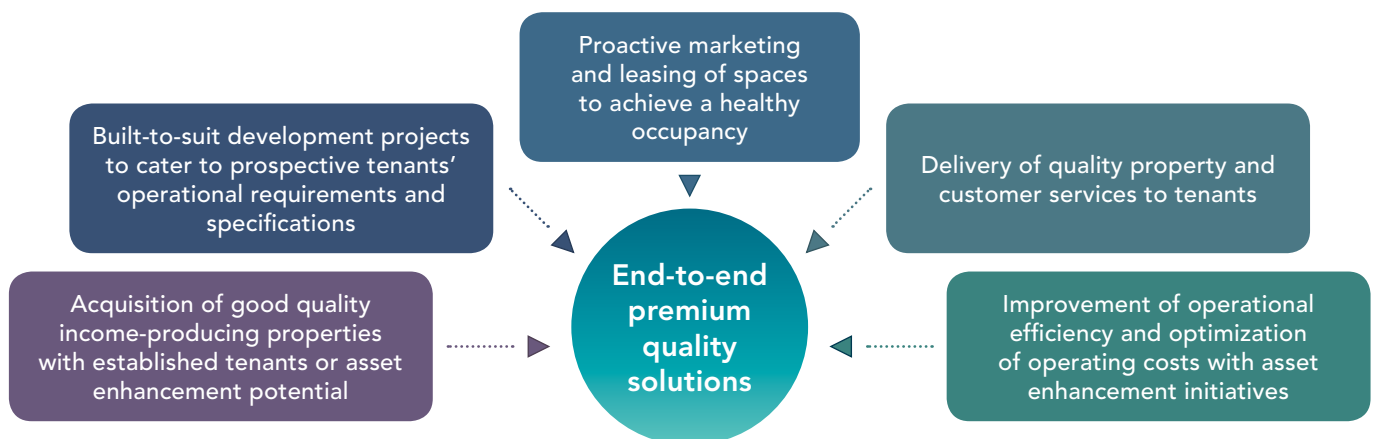 Proactive marketing
and leasing of spaces
to achieve a healthy
occupancy
Built-to-suit development projects
to cater to prospective tenants’
operational requirements and
specifications
Delivery of quality property and
customer services to tenants
Acquisition of good quality
income-producing properties
with established tenants or asset
enhancement potential
End-to-end
premium
quality
solutions
Improvement of operational
efficiency and optimization
of operating costs with asset
enhancement initiatives